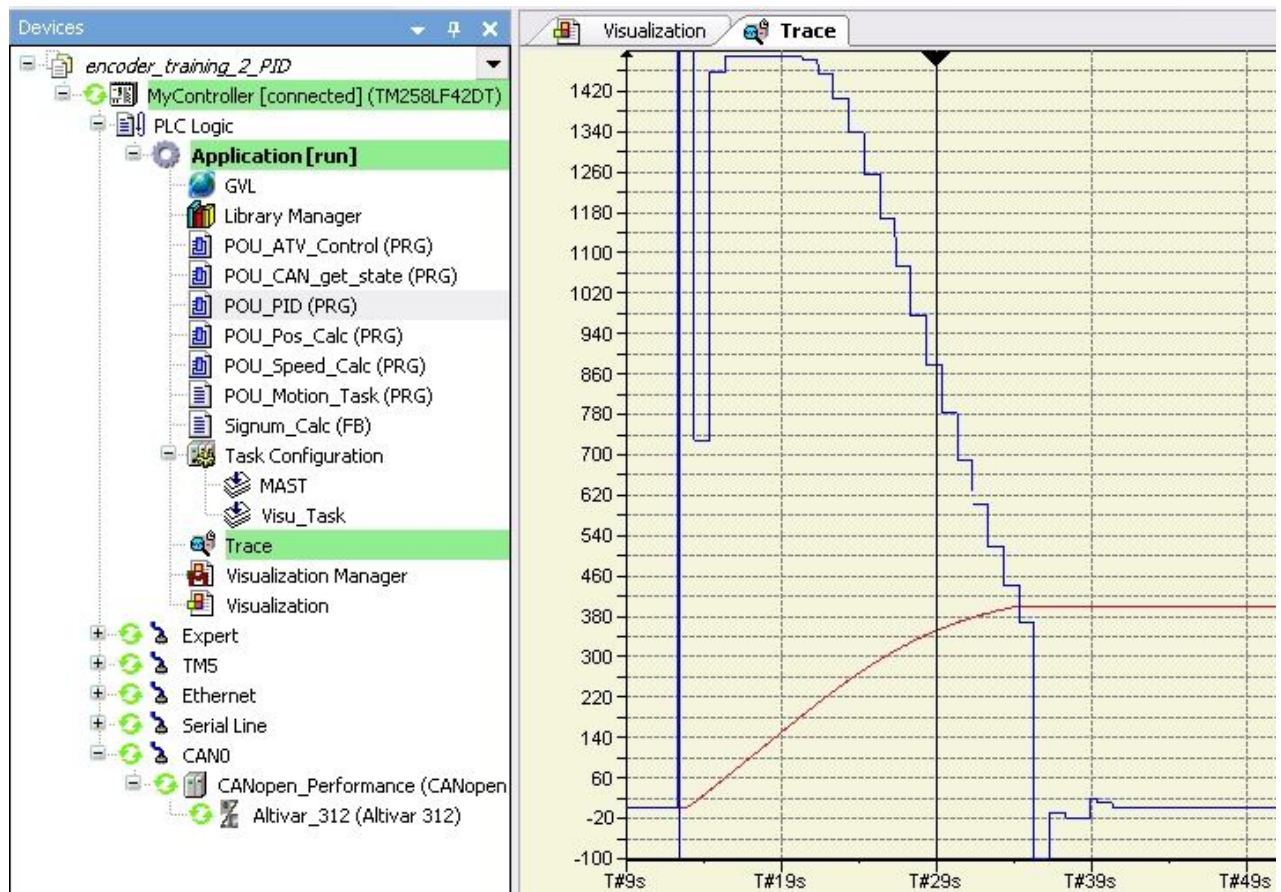 Devices
encoder_training_2_PID
MyController [connected] (TM258LF42DT)
PLC Logic
Application [run]
GVL
Library Manager
POU_ATV_Control (PRG)
POU_CAN_get_state (PRG)
POU_PID (PRG)
POU_Pos_Calc (PRG)
POU_Speed_Calc (PRG)
POU_Motion_Task (PRG)
Signum_Calc (FB)
Task Configuration
MAST
Visu_Task
Trace
Visualization Manager
Visualization
Expert
TM5
Ethernet
Serial Line
CAN0
CANopen_Performance (CANopen
Altivar_312 (Altivar 312)
Visualization
Trace
1420
1340
1260
1180
1100
1020
940
860
780
700
620
540
460
380
300
220
140
60
-20
-100
T#9s
T#19s
T#29s
T#39s
T#49s